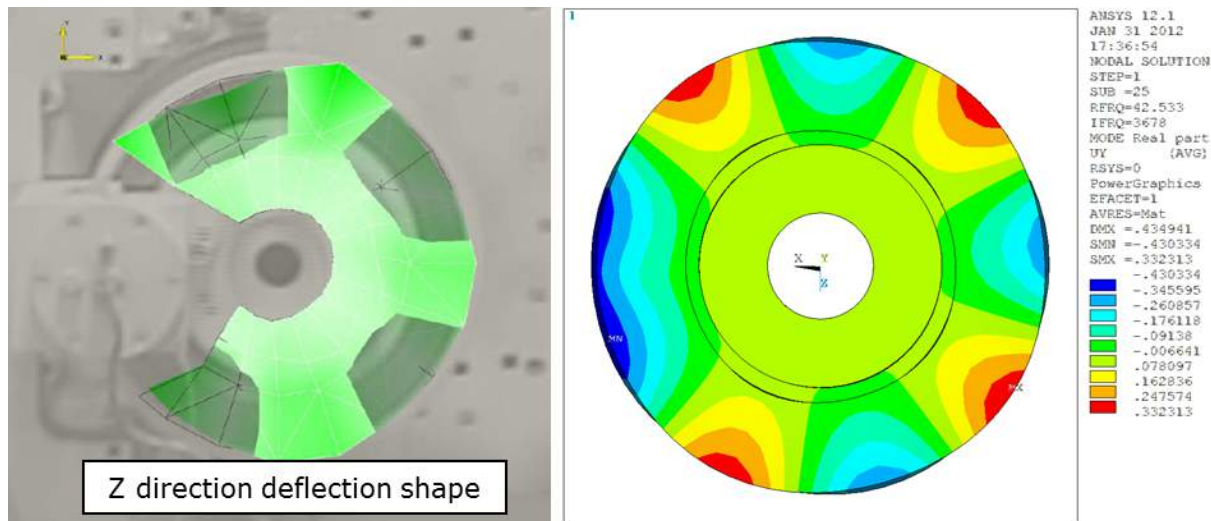 Y
X
Z direction deflection shape
1
X Y
Z
MN
MX
ANSYS 12.1
JAN 31 2012
17:36:54
NODAL SOLUTION
STEP=1
SUB =25
RFRQ=42.533
IFRQ=3678
MODE Real part
UY (AVG)
RSYS=0
PowerGraphics
EFACET=1
AVRES=Mat
DMX =.434941
SMN =-.430334
SMX =.332313
-.430334
-.345595
-.260857
-.176118
-.09138
-.006641
.078097
.162836
.247574
.332313